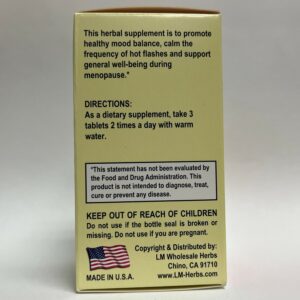 This herbal supplement is to promote
healthy mood balance, calm the
frequency of hot flashes and support
general well-being during
menopause.*
DIRECTIONS:
As a dietary supplement, take 3
tablets 2 times a day with warm
water.
*This statement has not been evaluated by
the Food and Drug Administration. This
product is not intended to diagnose, treat,
cure or prevent any disease.
KEEP OUT OF REACH OF CHILDREN
Do not use if the bottle seal is broken or
missing. Do not use if you are pregnant.
Copyright & Distributed by:
LM Wholesale Herbs
Chino, CA 91710
MADE IN U.S.A.
www.LM-Herbs.com